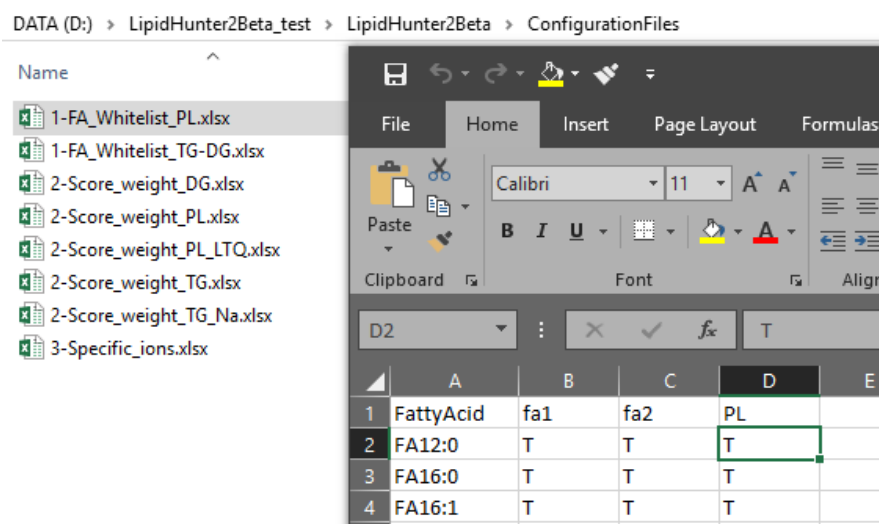 DATA (D:) > LipidHunter2Beta_test > LipidHunter2Beta > ConfigurationFiles
Name
1-FA_Whitelist_PL.xlsx
1-FA_Whitelist_TG-DG.xlsx
2-Score_weight_DG.xlsx
2-Score_weight_PL.xlsx
2-Score_weight_PL_LTQ.xlsx
2-Score_weight_TG.xlsx
2-Score_weight_TG_Na.xlsx
3-Specific_ions.xlsx
File Home Insert Page Layout Formulas
Calibri 11 A A
Paste
B I U A
Clipboard Font Aligr
D2 fx T
A B C D E
1 FattyAcid fa1 fa2 PL
2 FA12:0 T T T
3 FA16:0 T T T
4 FA16:1 T T T